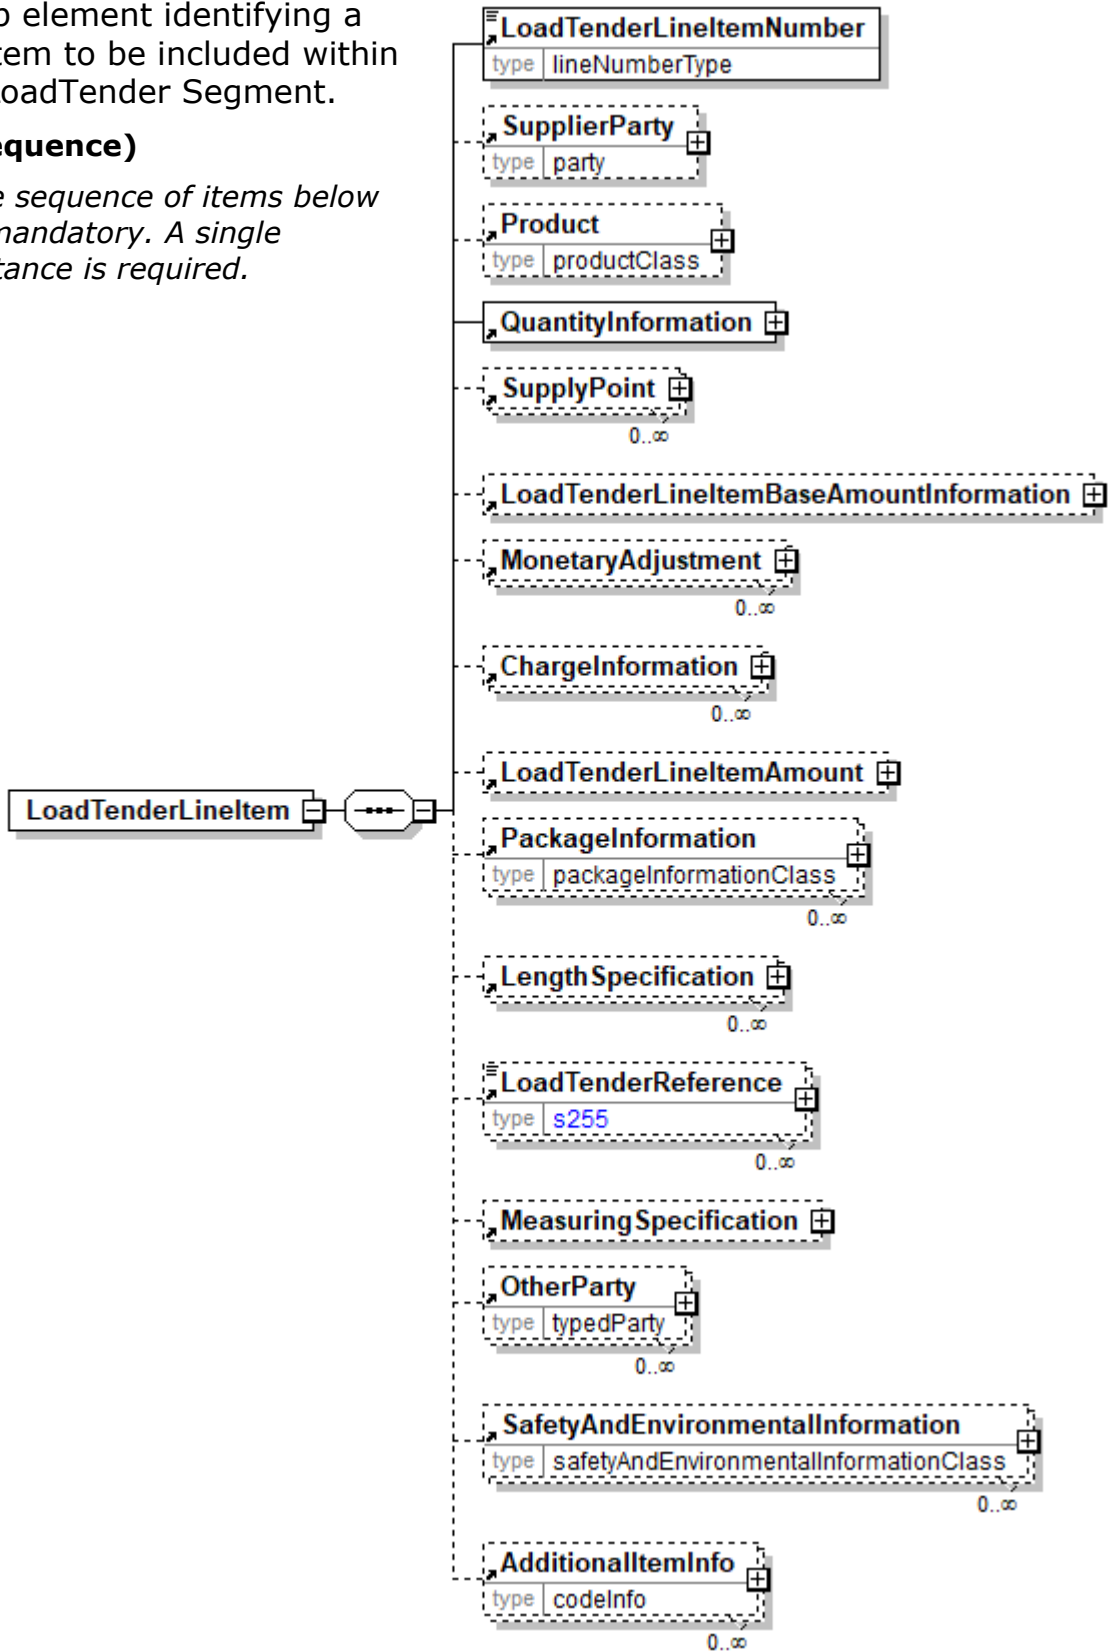 element identifying a
tem to be included within
LoadTender Segment.
equence)
sequence of items below
mandatory. A single
tance is required.
LoadTenderLineItem
LoadTenderLineItemNumber
type lineNumberType
SupplierParty
type party
Product
type productClass
QuantityInformation
SupplyPoint
0..∞
LoadTenderLineItemBaseAmountInformation
MonetaryAdjustment
0..∞
ChargeInformation
0..∞
LoadTenderLineItemAmount
PackageInformation
type packageInformationClass
0..∞
LengthSpecification
0..∞
LoadTenderReference
type s255
0..∞
MeasuringSpecification
OtherParty
type typedParty
0..∞
SafetyAndEnvironmentalInformation
type safetyAndEnvironmentalInformationClass
0..∞
AdditionalItemInfo
type codeInfo
0..∞